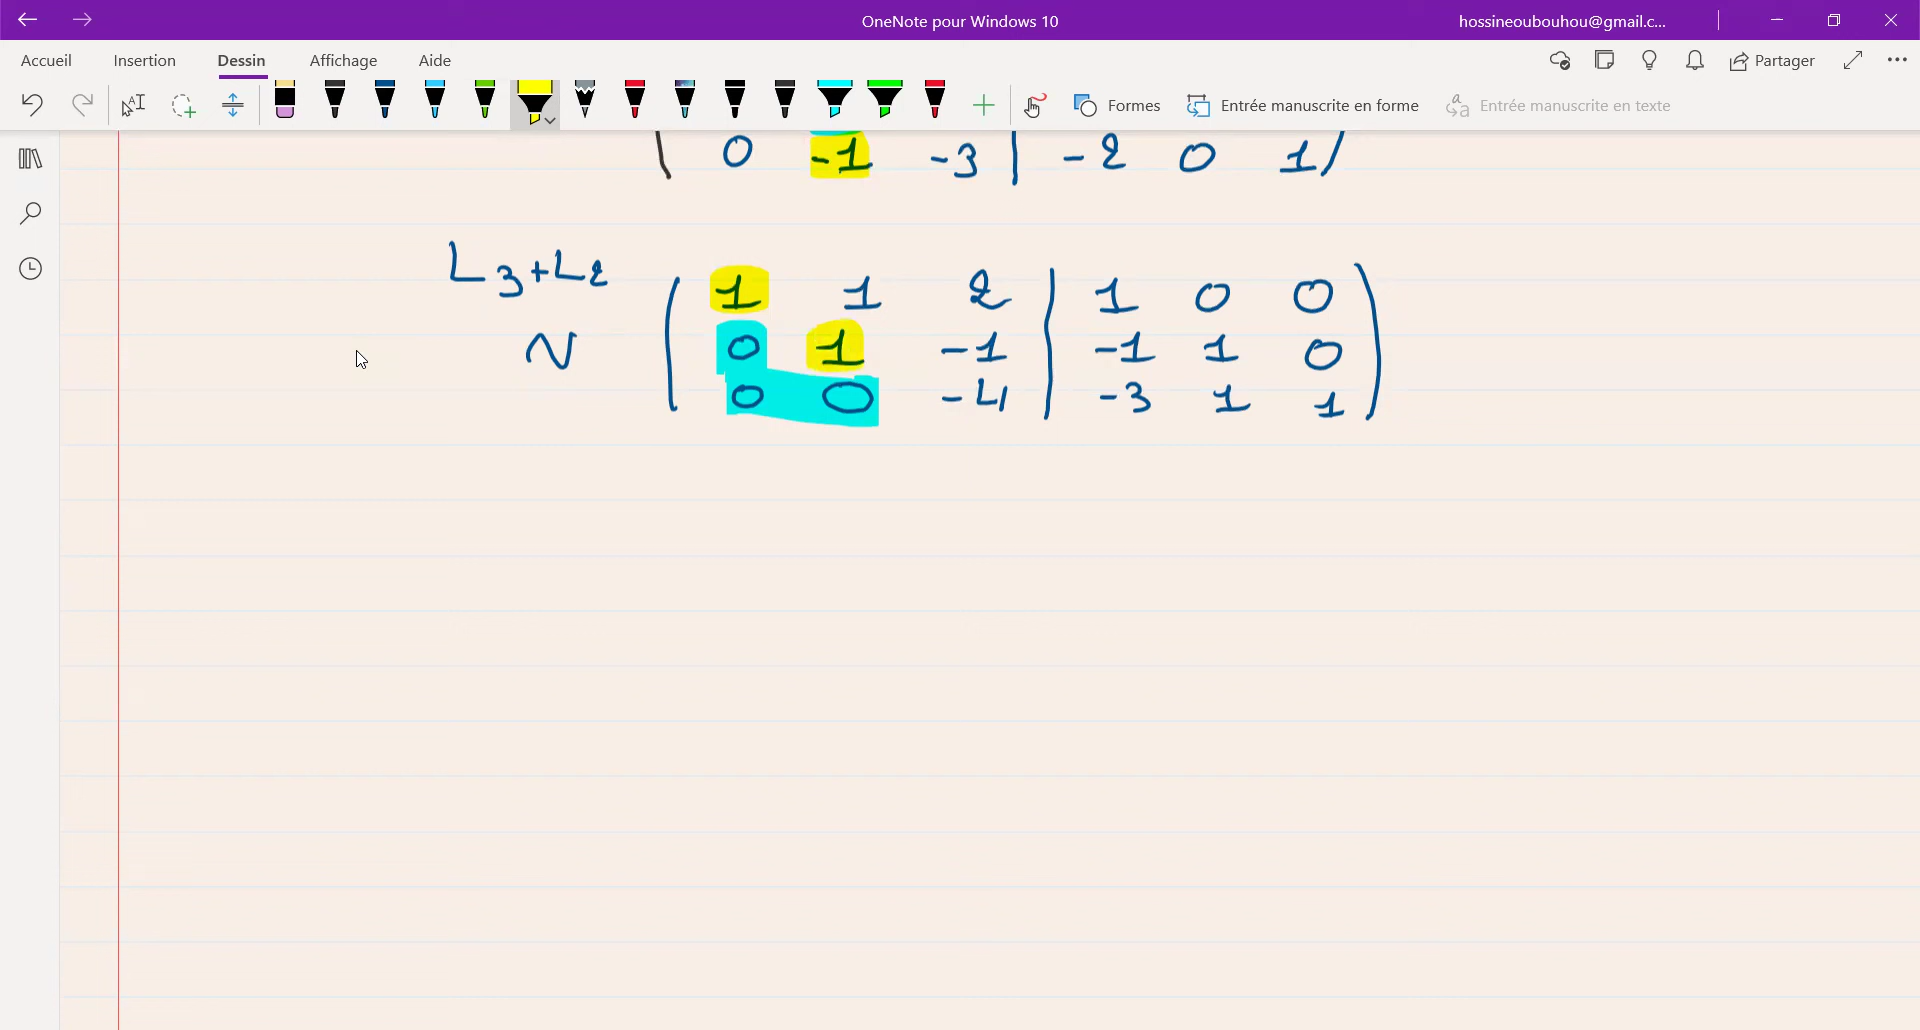 OneNote pour Windows 10
hossineoubouhou@gmail.c...
Accueil Insertion Dessin Affichage Aide
Partager
Formes Entrée manuscrite en forme Entrée manuscrite en texte
0 -1 -3 | -2 0 1)
L3+L2
( 1 1 2 | 1 0 0 )
~ 0 1 -1 | -1 1 0
0 0 -4 | -3 1 1